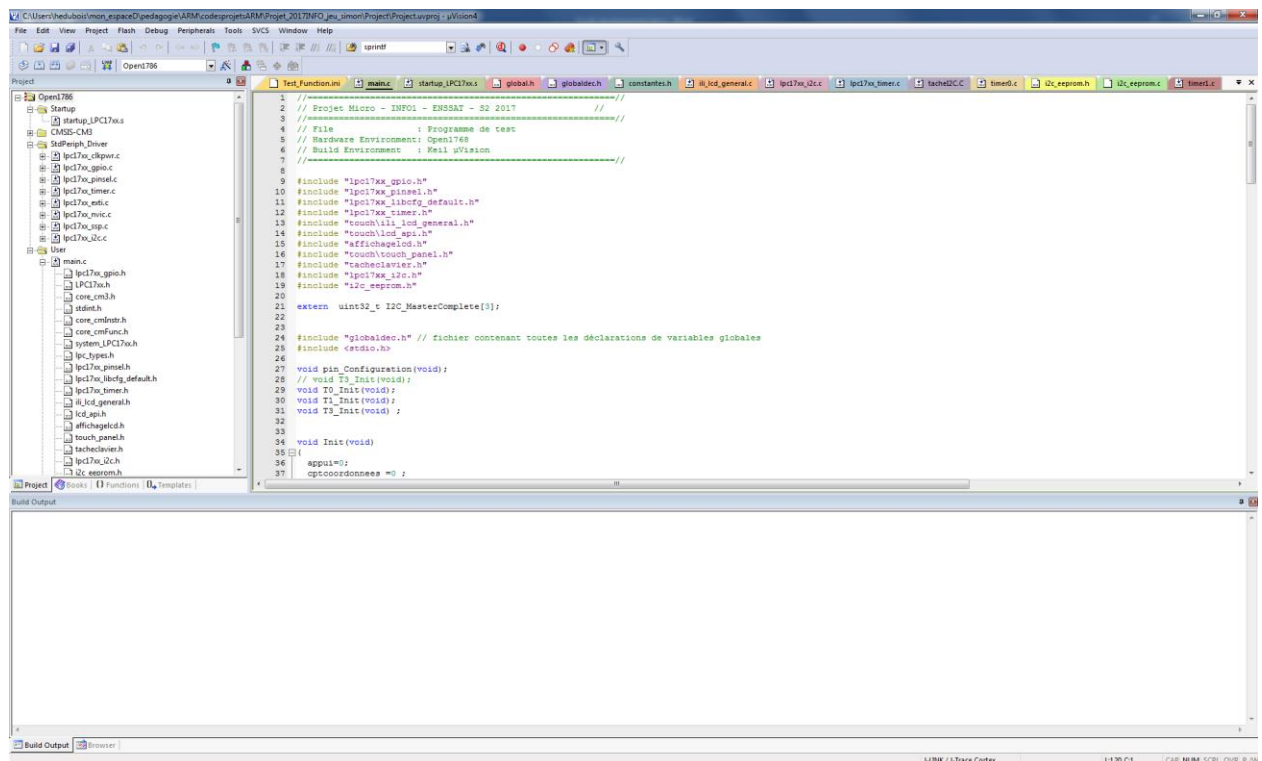 C:\Users\hedubois\mon_espaceD\pedagogie\ARM\codesprojetsARM\Projet_2017INFO_jeu_simon\Project\Project.uvproj - µVision4
File Edit View Project Flash Debug Peripherals Tools SVCS Window Help
sprintf
Open1786
Project
Test_Function.ini main.c startup_LPC17xx.s global.h globaldec.h constantes.h ili_lcd_general.c lpc17xx_i2c.c lpc17xx_timer.c tacheI2C.C timer0.c i2c_eeprom.h i2c_eeprom.c timer1.c
Open1786
Startup
startup_LPC17xx.s
CMSIS-CM3
StdPeriph_Driver
lpc17xx_clkpwr.c
lpc17xx_gpio.c
lpc17xx_pinsel.c
lpc17xx_timer.c
lpc17xx_exti.c
lpc17xx_nvic.c
lpc17xx_ssp.c
lpc17xx_i2c.c
User
main.c
lpc17xx_gpio.h
LPC17xx.h
core_cm3.h
stdint.h
core_cmInstr.h
core_cmFunc.h
system_LPC17xx.h
lpc_types.h
lpc17xx_pinsel.h
lpc17xx_libcfg_default.h
lpc17xx_timer.h
ili_lcd_general.h
lcd_api.h
affichagelcd.h
touch_panel.h
tacheclavier.h
lpc17xx_i2c.h
i2c_eeprom.h
Project Books Functions Templates
1 //========================================================//
2 // Projet Micro - INFO1 - ENSSAT - S2 2017 //
3 //========================================================//
4 // File : Programme de test
5 // Hardware Environment: Open1768
6 // Build Environment : Keil µVision
7 //========================================================//
8
9 #include "lpc17xx_gpio.h"
10 #include "lpc17xx_pinsel.h"
11 #include "lpc17xx_libcfg_default.h"
12 #include "lpc17xx_timer.h"
13 #include "touch\ili_lcd_general.h"
14 #include "touch\lcd_api.h"
15 #include "affichagelcd.h"
16 #include "touch\touch_panel.h"
17 #include "tacheclavier.h"
18 #include "lpc17xx_i2c.h"
19 #include "i2c_eeprom.h"
20
21 extern uint32_t I2C_MasterComplete[3];
22
23
24 #include "globaldec.h" // fichier contenant toutes les déclarations de variables globales
25 #include <stdio.h>
26
27 void pin_Configuration(void);
28 // void T3_Init(void);
29 void T0_Init(void);
30 void T1_Init(void);
31 void T3_Init(void) ;
32
33
34 void Init(void)
35 {
36 appui=0;
37 cptcoordonnees =0 ;
Build Output
Build Output Browser
J-LINK / J-Trace Cortex L:120 C:1 CAP NUM SCRL OVR R/W